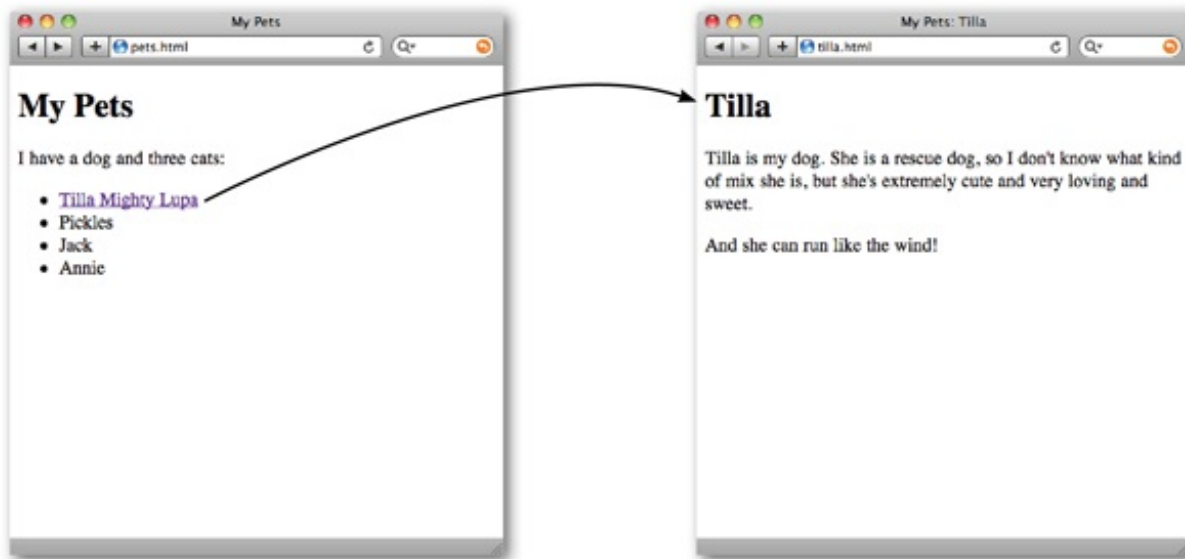 My Pets
pets.html
My Pets
I have a dog and three cats:
Tilla Mighty Lupa
Pickles
Jack
Annie
My Pets: Tilla
tilla.html
Tilla
Tilla is my dog. She is a rescue dog, so I don't know what kind
of mix she is, but she's extremely cute and very loving and
sweet.
And she can run like the wind!